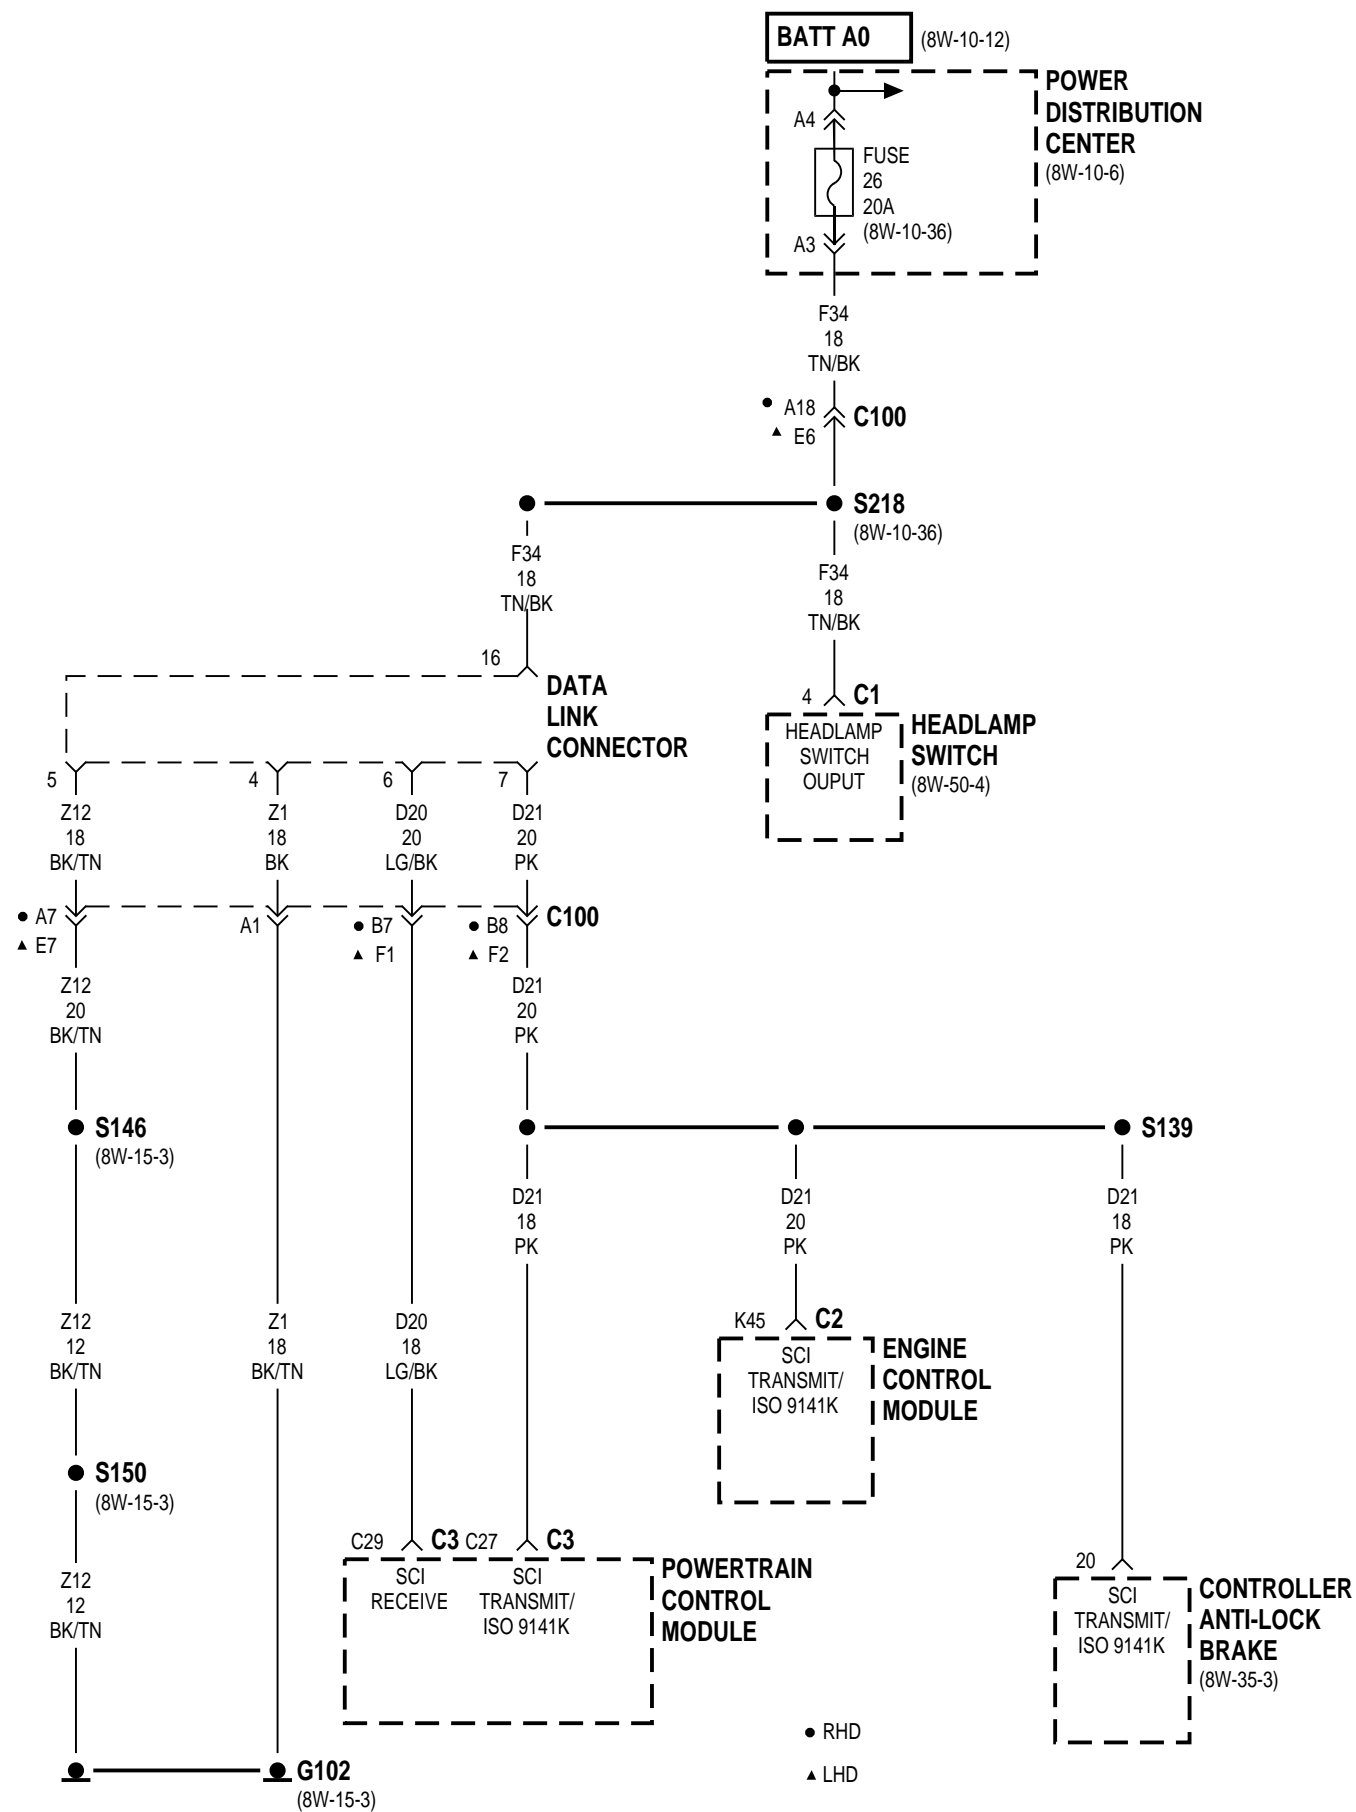 BATT A0 (8W-10-12)
POWER
DISTRIBUTION
CENTER
(8W-10-6)
A4
FUSE
26
20A
(8W-10-36)
A3
F34
18
TN/BK
● A18 C100
▲ E6
S218
(8W-10-36)
F34
18
TN/BK
F34
18
TN/BK
16
DATA
LINK
CONNECTOR
4 C1
HEADLAMP
SWITCH
OUPUT
HEADLAMP
SWITCH
(8W-50-4)
5 4 6 7
Z12 Z1 D20 D21
18 18 20 20
BK/TN BK LG/BK PK
● A7 A1 ● B7 ● B8 C100
▲ E7 ▲ F1 ▲ F2
Z12 D21
20 20
BK/TN PK
S146 S139
(8W-15-3)
D21 D21 D21
18 20 18
PK PK PK
Z12 Z1 D20
12 18 18
BK/TN BK/TN LG/BK
K45 C2
SCI
TRANSMIT/
ISO 9141K
ENGINE
CONTROL
MODULE
S150
(8W-15-3)
Z12
12
BK/TN
C29 C3 C27 C3
SCI
RECEIVE
SCI
TRANSMIT/
ISO 9141K
POWERTRAIN
CONTROL
MODULE
20
SCI
TRANSMIT/
ISO 9141K
CONTROLLER
ANTI-LOCK
BRAKE
(8W-35-3)
● RHD
▲ LHD
G102
(8W-15-3)